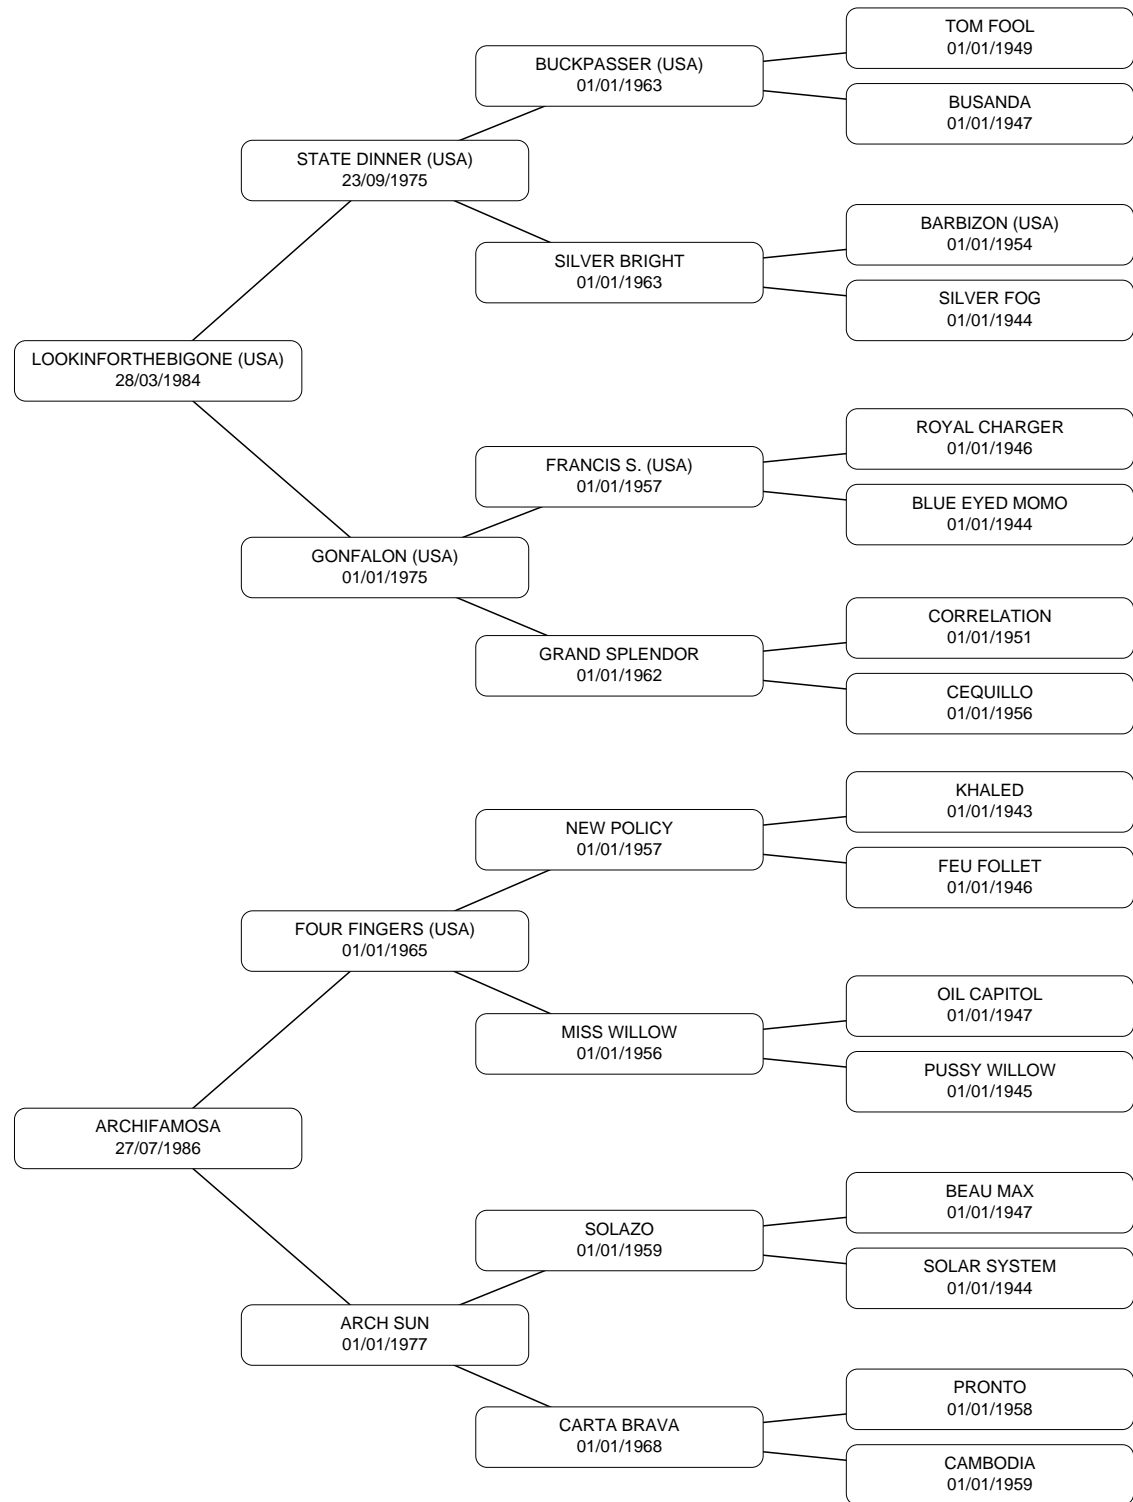 TOM FOOL
01/01/1949
BUCKPASSER (USA)
01/01/1963
BUSANDA
01/01/1947
STATE DINNER (USA)
23/09/1975
BARBIZON (USA)
01/01/1954
SILVER BRIGHT
01/01/1963
SILVER FOG
01/01/1944
LOOKINFORTHEBIGONE (USA)
28/03/1984
ROYAL CHARGER
01/01/1946
FRANCIS S. (USA)
01/01/1957
BLUE EYED MOMO
01/01/1944
GONFALON (USA)
01/01/1975
CORRELATION
01/01/1951
GRAND SPLENDOR
01/01/1962
CEQUILLO
01/01/1956
KHALED
01/01/1943
NEW POLICY
01/01/1957
FEU FOLLET
01/01/1946
FOUR FINGERS (USA)
01/01/1965
OIL CAPITOL
01/01/1947
MISS WILLOW
01/01/1956
PUSSY WILLOW
01/01/1945
ARCHIFAMOSA
27/07/1986
BEAU MAX
01/01/1947
SOLAZO
01/01/1959
SOLAR SYSTEM
01/01/1944
ARCH SUN
01/01/1977
PRONTO
01/01/1958
CARTA BRAVA
01/01/1968
CAMBODIA
01/01/1959